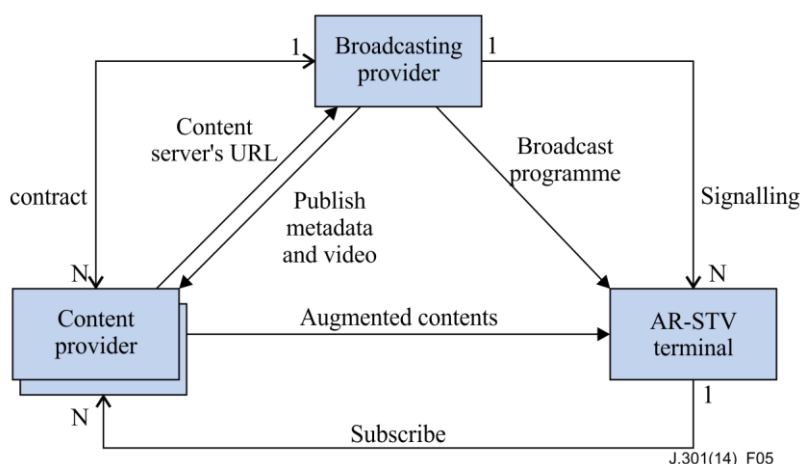 1
Broadcasting
provider
1
Content
server's URL
Broadcast
programme
contract
Publish
metadata
and video
Signalling
N
N
Content
provider
Augmented contents
AR-STV
terminal
N
1
Subscribe
J.301(14)_F05